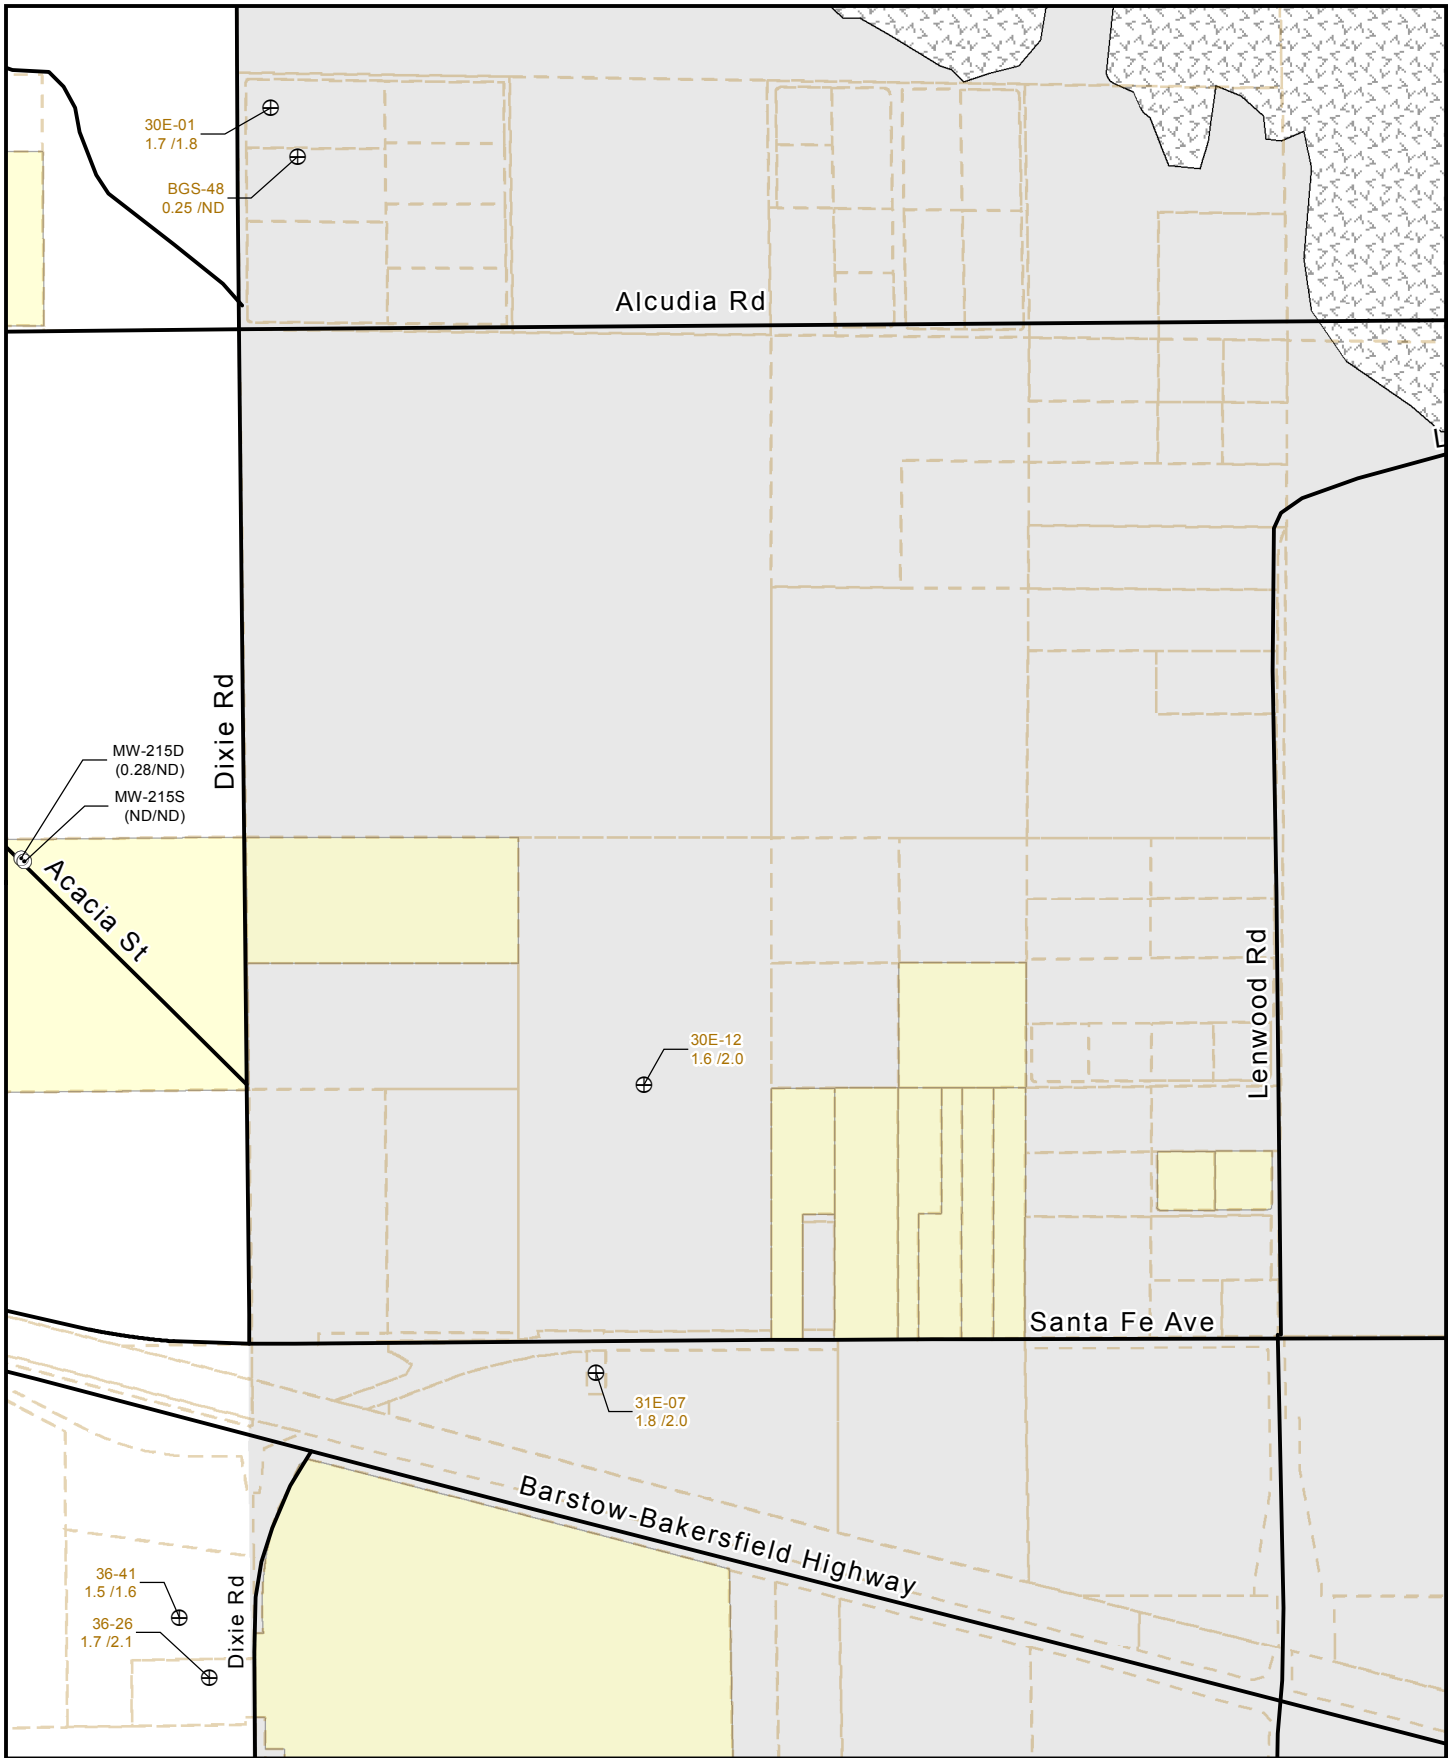 30E-01
1.7 /1.8
BGS-48
0.25 /ND
Alcudia Rd
Dixie Rd
MW-215D
(0.28/ND)
MW-215S
(ND/ND)
Acacia St
Lenwood Rd
30E-12
1.6 /2.0
Santa Fe Ave
31E-07
1.8 /2.0
Barstow-Bakersfield Highway
36-41
1.5 /1.6
36-26
1.7 /2.1
Dixie Rd